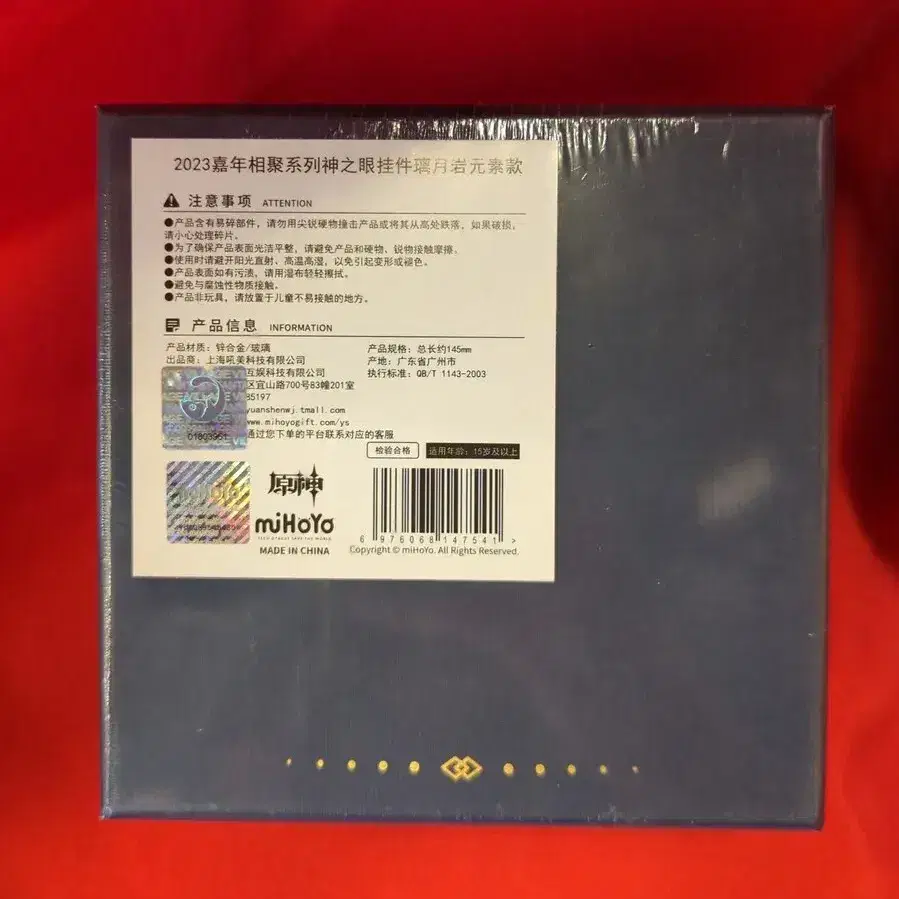 2023嘉年相聚系列神之眼挂件璃月岩元素款
注意事项 ATTENTION
●产品含有易碎部件，请勿用尖锐硬物撞击产品或将其从高处跌落，如果破损，
请小心处理碎片。
●为了确保产品表面光洁平整，请避免产品和硬物、锐物接触摩擦。
●使用时请避开阳光直射、高温高湿，以免引起变形或褪色。
●产品表面如有污渍，请用湿布轻轻擦拭。
●避免与腐蚀性物质接触。
●产品非玩具，请放置于儿童不易接触的地方。
产品信息 INFORMATION
产品材质：锌合金/玻璃
产品规格：总长约145mm
出品商：上海吼美科技有限公司
产地：广东省广州市
互娱科技有限公司
执行标准：QB/T 1143-2003
区宜山路700号83幢201室
85197
yuanshenwj.tmall.com
www.mihoyogift.com/ys
通过您下单的平台联系对应的客服
01803961
检验合格
适用年龄：15岁及以上
miHoYo
原神
miHoYo
TECH OTAKUS SAVE THE WORLD
MADE IN CHINA
6 976068 147541 >
Copyright © miHoYo. All Rights Reserved.